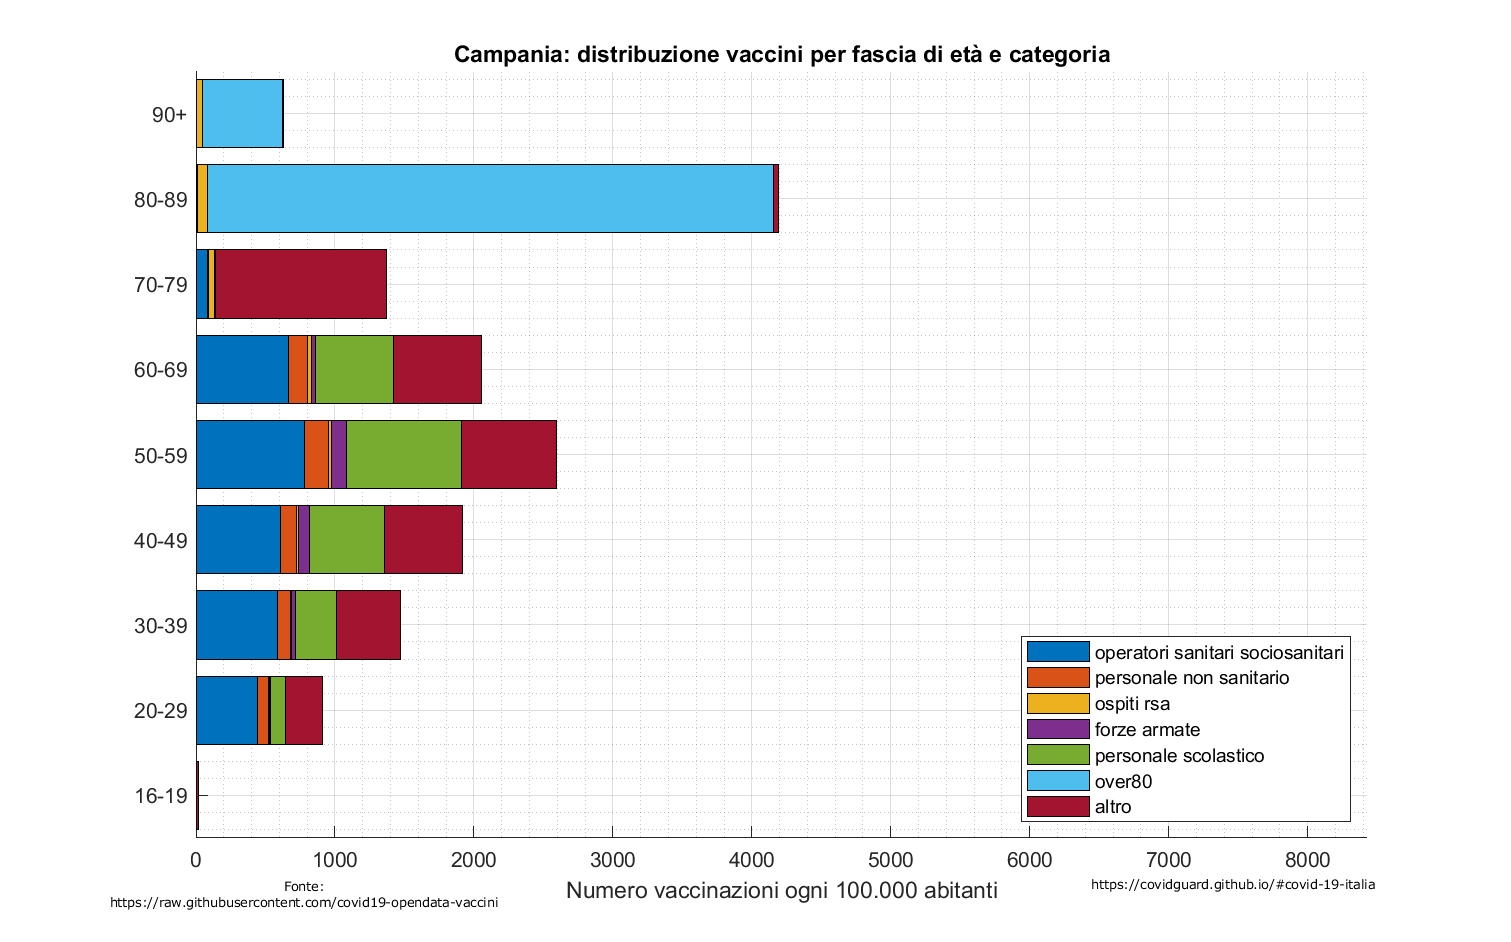 Campania: distribuzione vaccini per fascia di età e categoria
90+
80-89
70-79
60-69
50-59
40-49
30-39
20-29
16-19
operatori sanitari sociosanitari
personale non sanitario
ospiti rsa
forze armate
personale scolastico
over80
altro
0 1000 2000 3000 4000 5000 6000 7000 8000
Numero vaccinazioni ogni 100.000 abitanti
Fonte:
https://raw.githubusercontent.com/covid19-opendata-vaccini
https://covidguard.github.io/#covid-19-italia